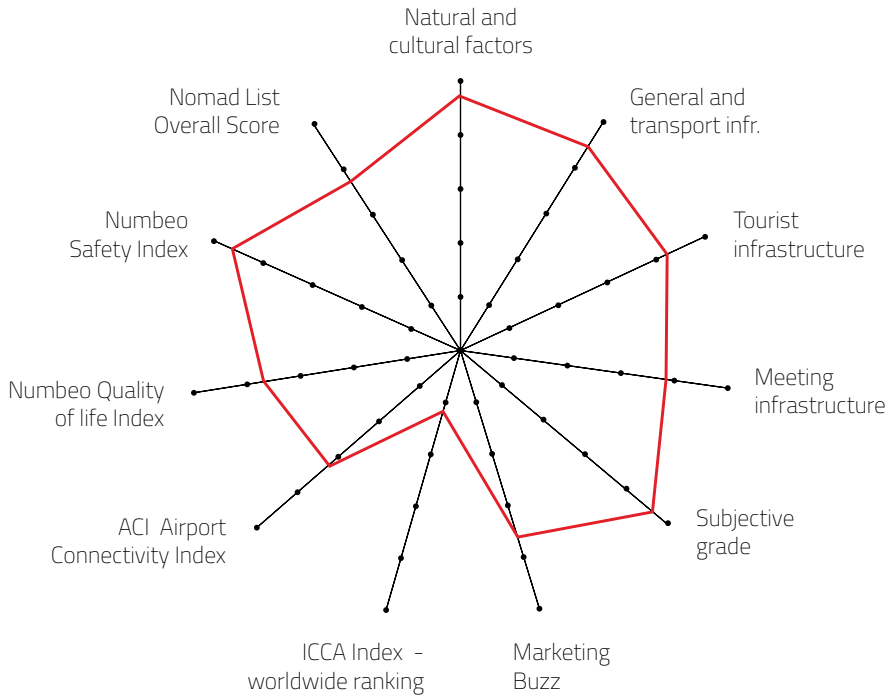 Natural and
cultural factors
General and
transport infr.
Tourist
infrastructure
Meeting
infrastructure
Subjective
grade
Marketing
Buzz
ICCA Index -
worldwide ranking
ACI Airport
Connectivity Index
Numbeo Quality
of life Index
Numbeo
Safety Index
Nomad List
Overall Score